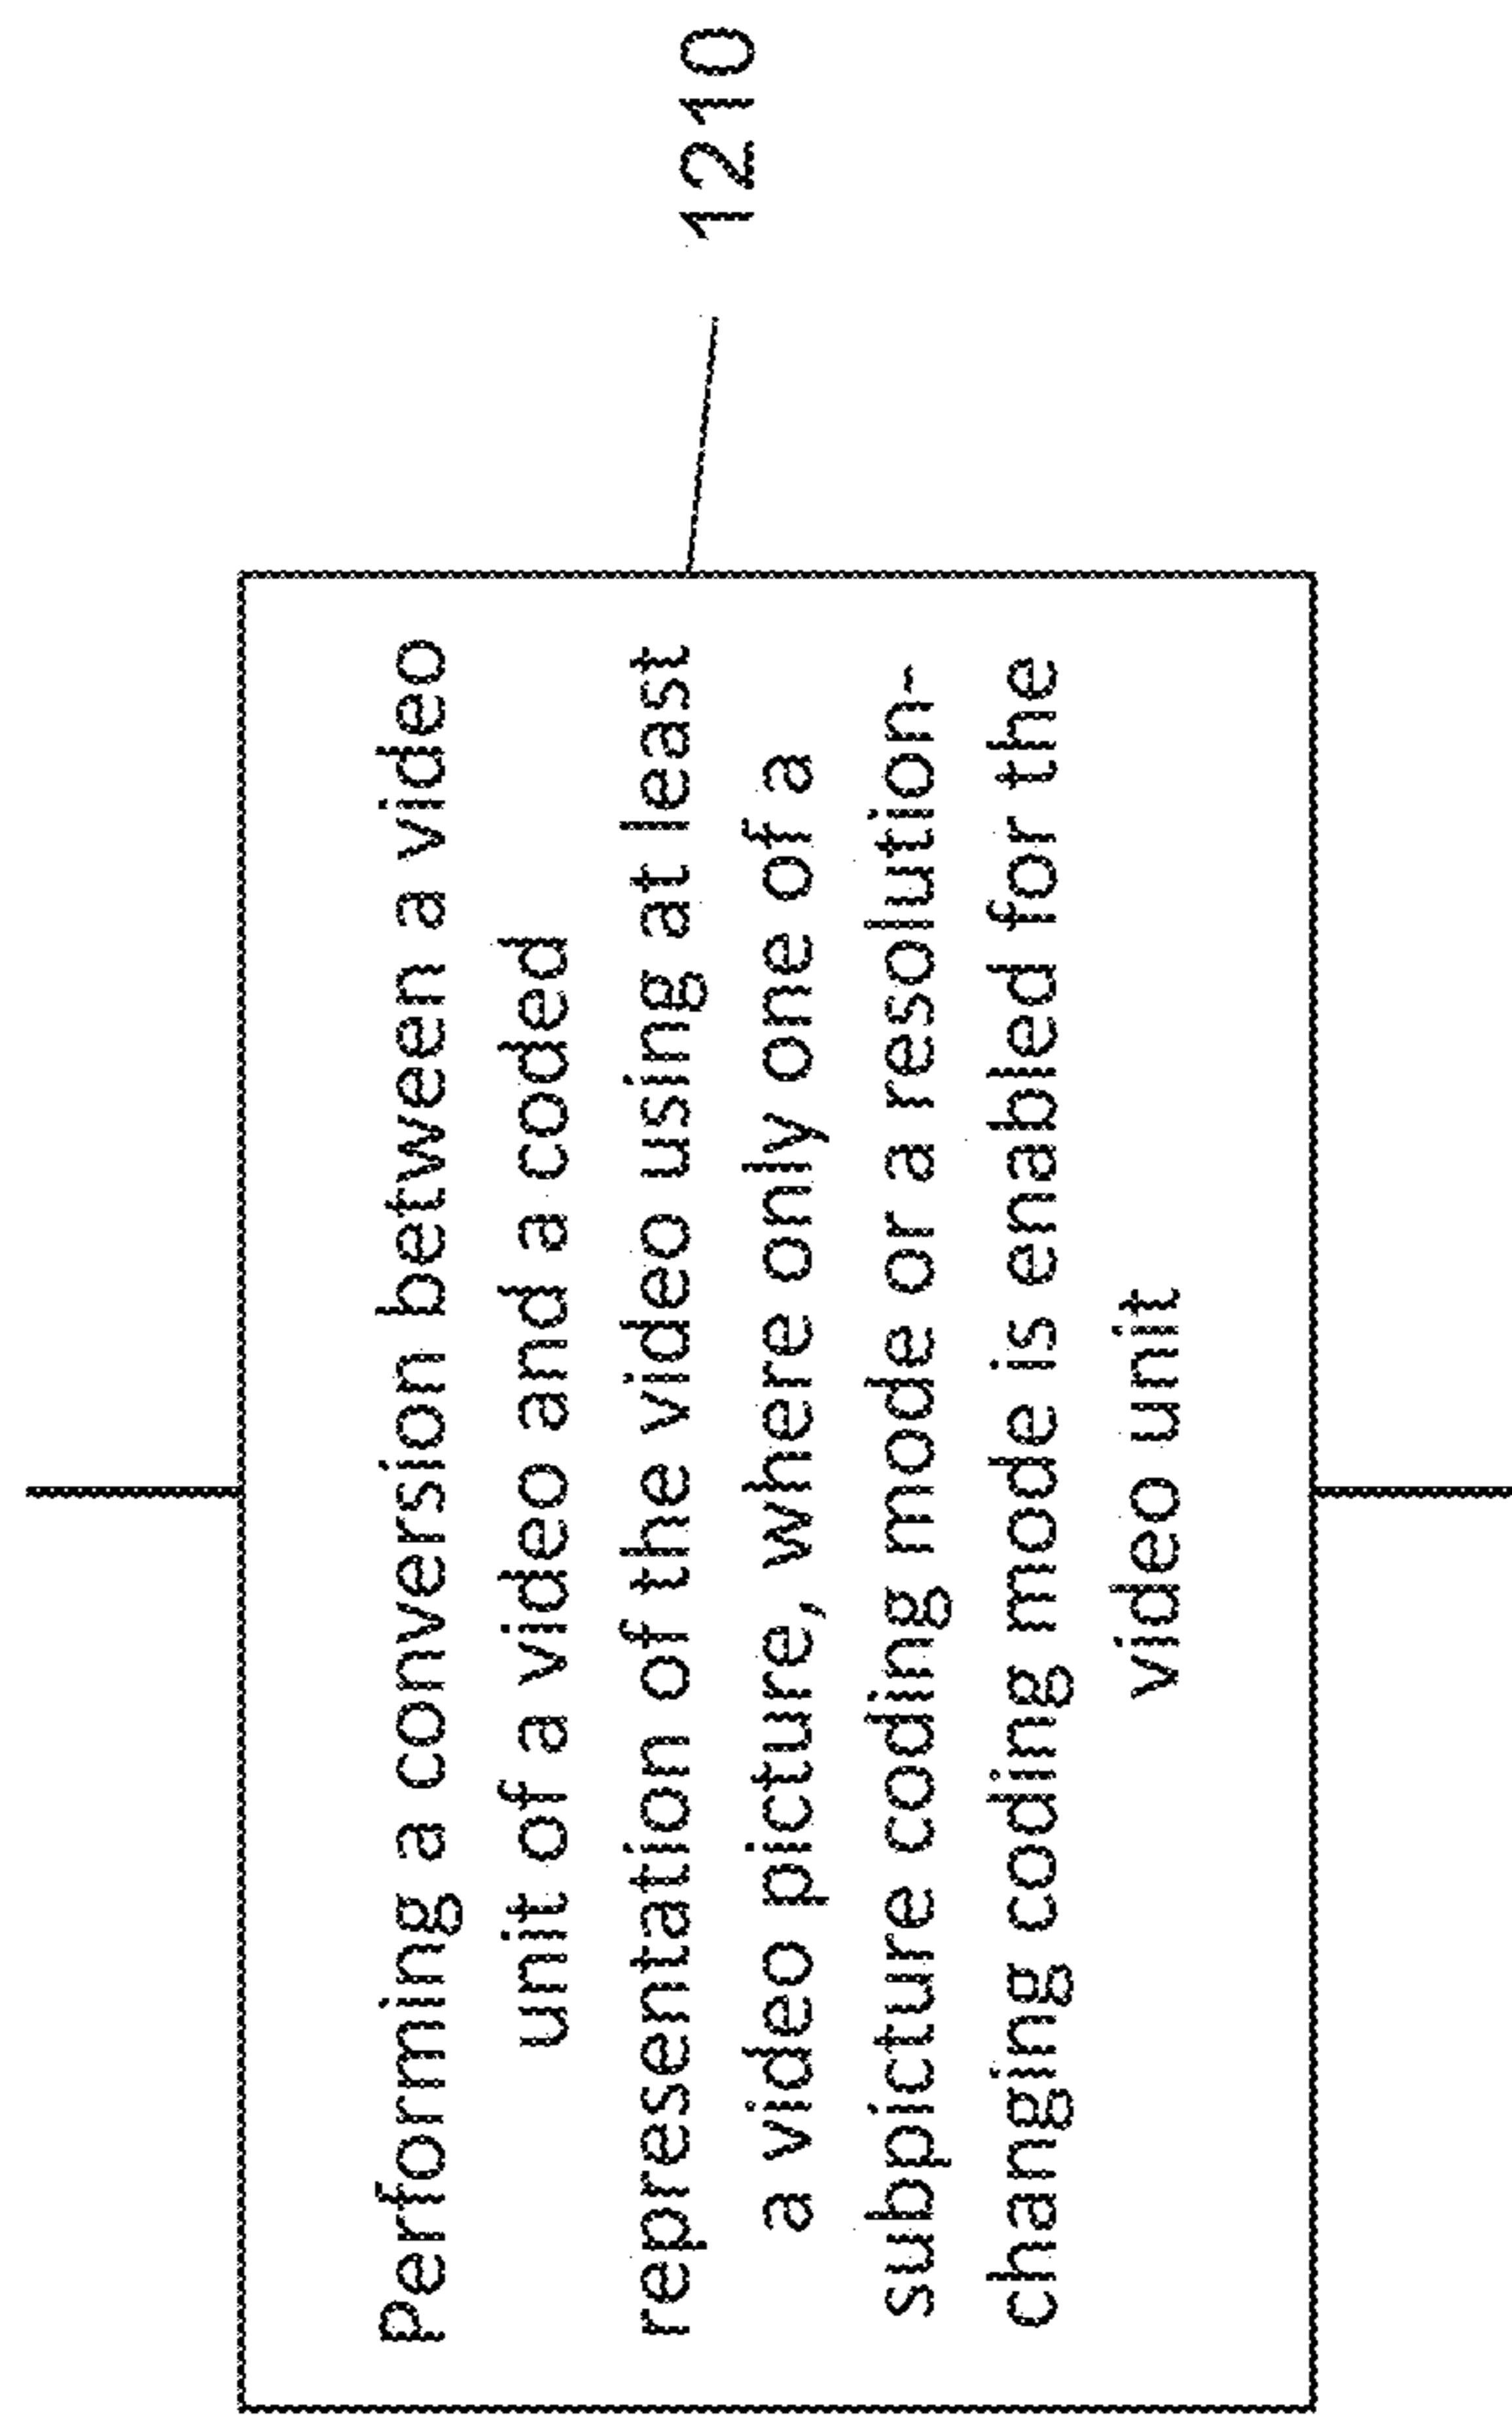 Performing a conversion between a video
unit of a video and a coded
representation of the video using at least
a video picture, where only one of a
subpicture coding mode or a resolution-
changing coding mode is enabled for the
video unit
1210